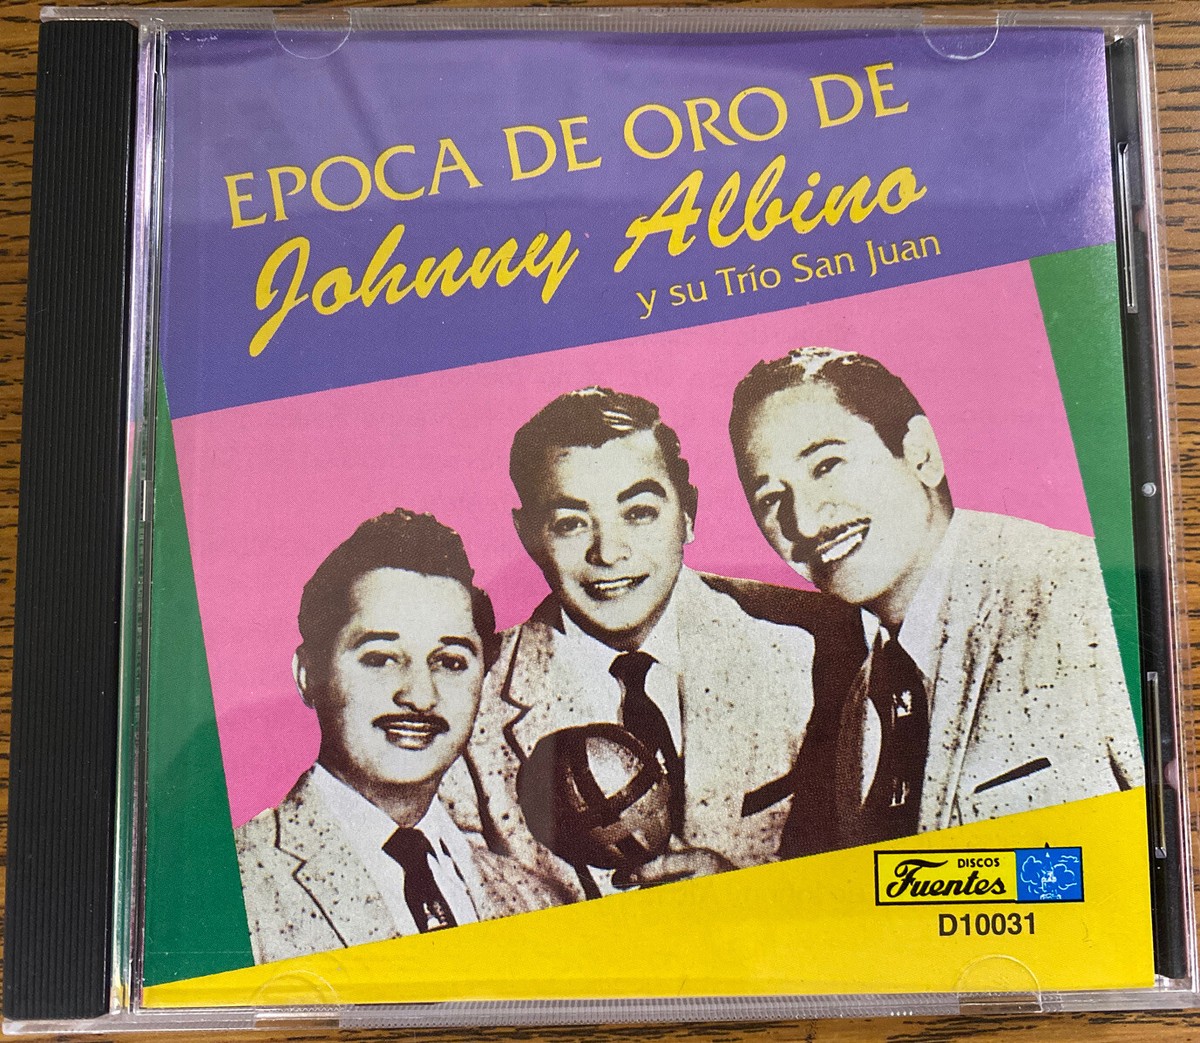 EPOCA DE ORO DE
Johnny Albino
y su Trío San Juan
DISCOS
Fuentes
D10031